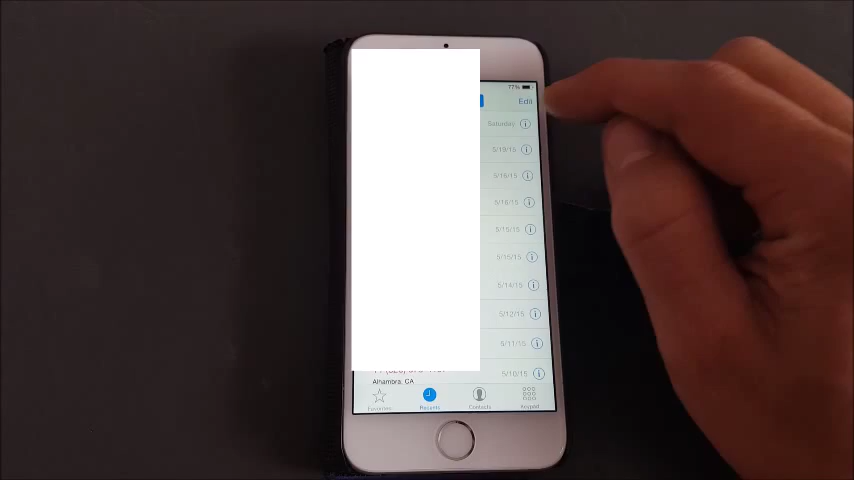 77%
Edit
Saturday
5/19/15
5/16/15
5/16/15
5/15/15
5/15/15
5/14/15
5/12/15
5/11/15
5/10/15
Alhambra, CA
Favorites Recents Contacts Keypad